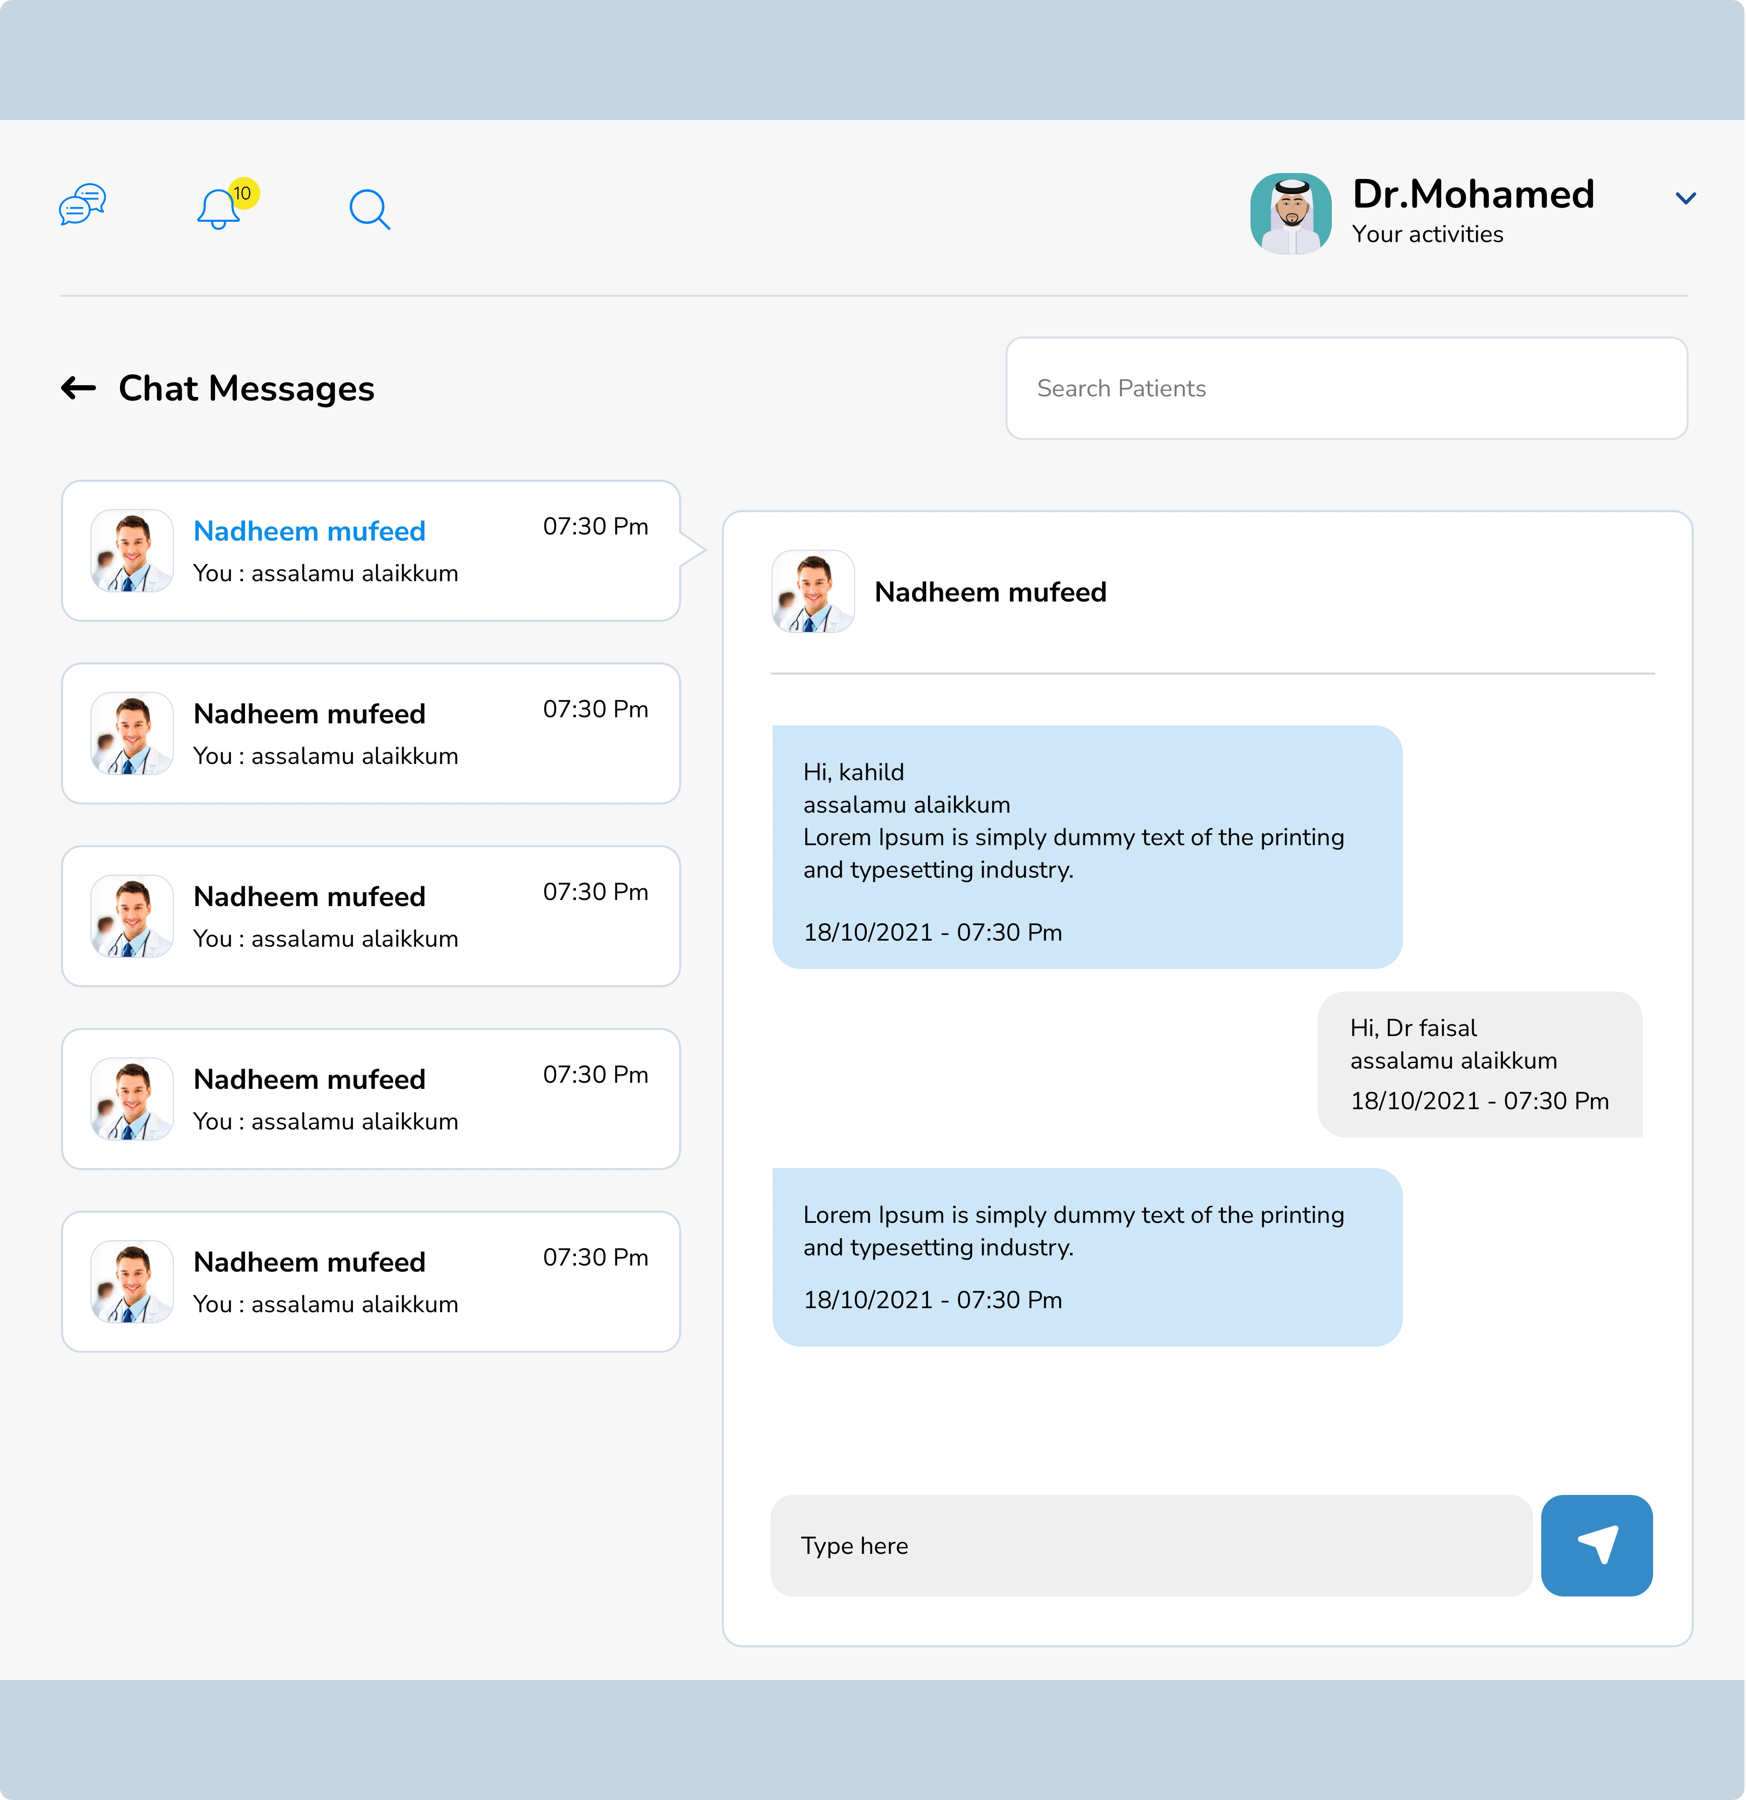 10
Dr.Mohamed
Your activities
Chat Messages
Search Patients
Nadheem mufeed
07:30 Pm
You : assalamu alaikkum
Nadheem mufeed
07:30 Pm
You : assalamu alaikkum
Nadheem mufeed
07:30 Pm
You : assalamu alaikkum
Nadheem mufeed
07:30 Pm
You : assalamu alaikkum
Nadheem mufeed
07:30 Pm
You : assalamu alaikkum
Nadheem mufeed
Hi, kahild
assalamu alaikkum
Lorem Ipsum is simply dummy text of the printing
and typesetting industry.
18/10/2021 - 07:30 Pm
Hi, Dr faisal
assalamu alaikkum
18/10/2021 - 07:30 Pm
Lorem Ipsum is simply dummy text of the printing
and typesetting industry.
18/10/2021 - 07:30 Pm
Type here